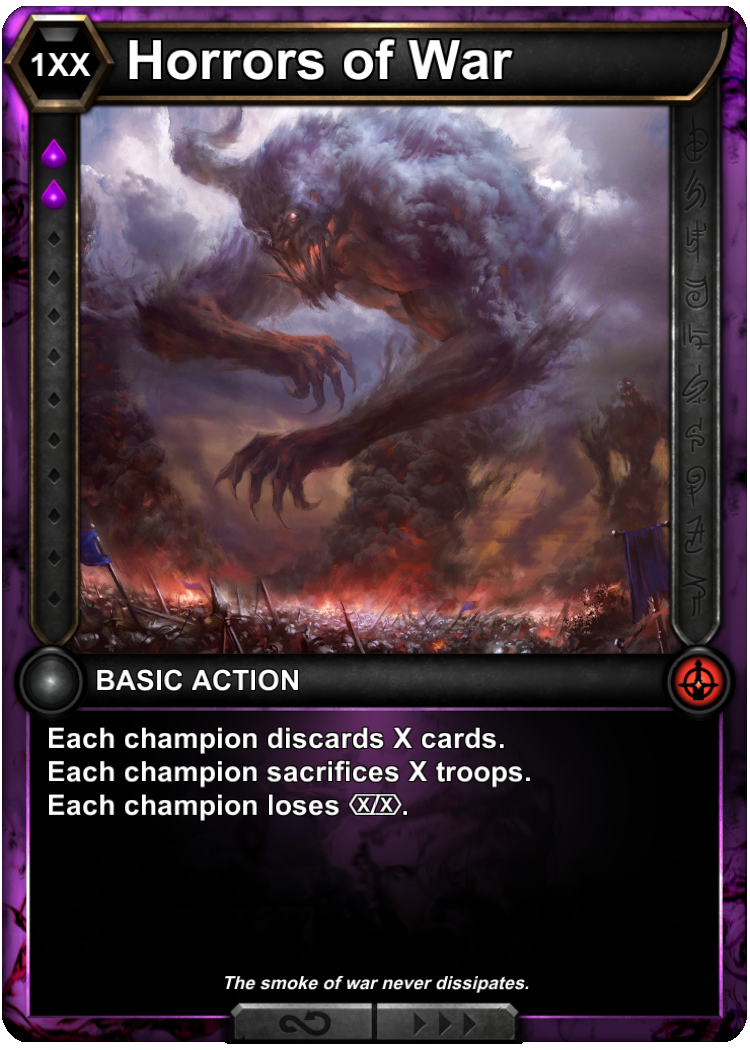 1XX
Horrors of War
BASIC ACTION
Each champion discards X cards.
Each champion sacrifices X troops.
Each champion loses X/X.
The smoke of war never dissipates.